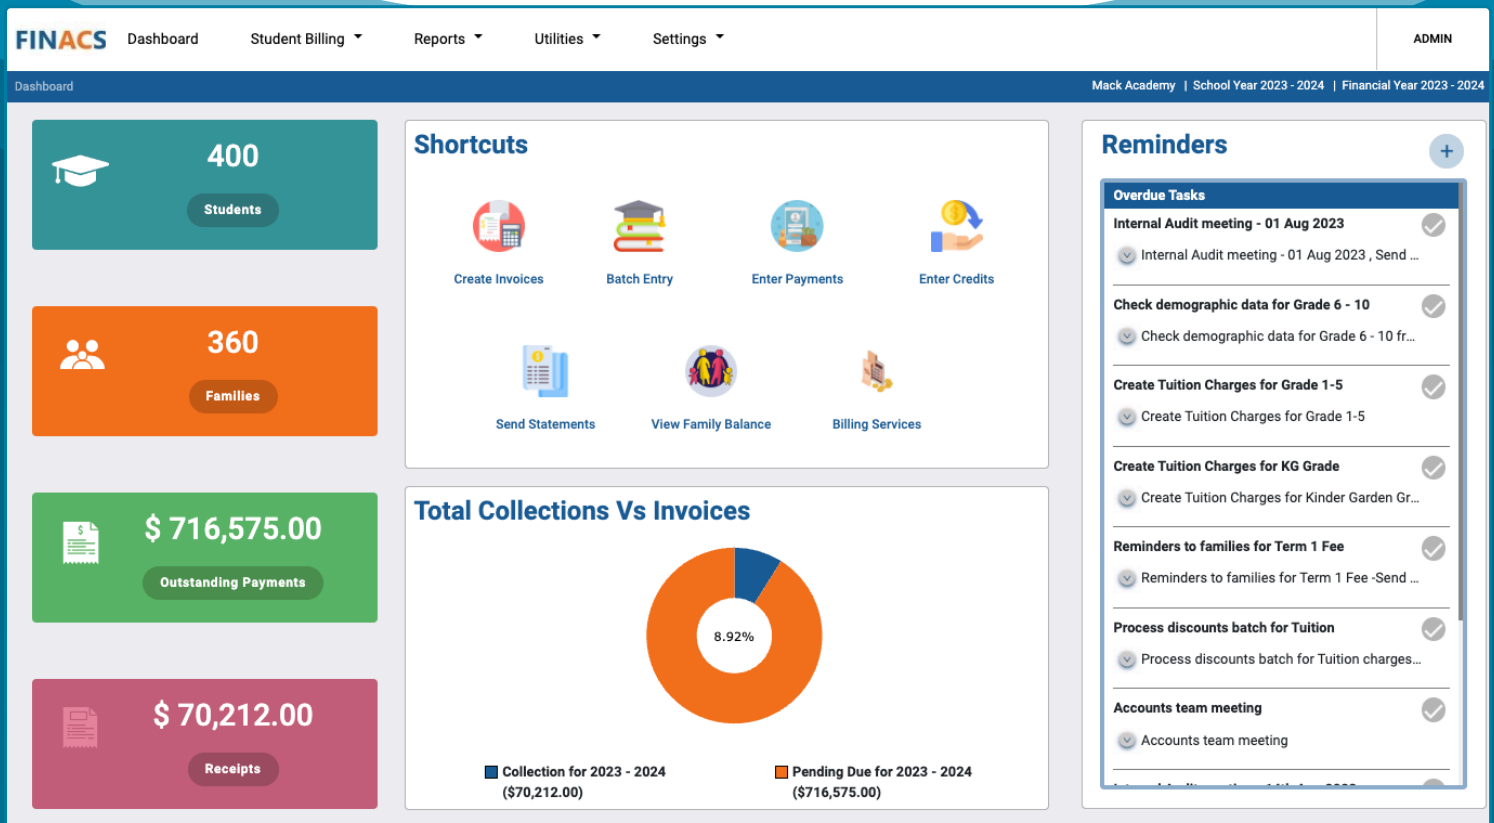 FINACS
Dashboard
Student Billing
Reports
Utilities
Settings
ADMIN
Dashboard
Mack Academy | School Year 2023 - 2024 | Financial Year 2023 - 2024
400
Students
360
Families
$ 716,575.00
Outstanding Payments
$ 70,212.00
Receipts
Shortcuts
Create Invoices
Batch Entry
Enter Payments
Enter Credits
Send Statements
View Family Balance
Billing Services
Total Collections Vs Invoices
8.92%
Collection for 2023 - 2024
($70,212.00)
Pending Due for 2023 - 2024
($716,575.00)
Reminders
+
Overdue Tasks
Internal Audit meeting - 01 Aug 2023
Internal Audit meeting - 01 Aug 2023 , Send ...
Check demographic data for Grade 6 - 10
Check demographic data for Grade 6 - 10 fr...
Create Tuition Charges for Grade 1-5
Create Tuition Charges for Grade 1-5
Create Tuition Charges for KG Grade
Create Tuition Charges for Kinder Garden Gr...
Reminders to families for Term 1 Fee
Reminders to families for Term 1 Fee -Send ...
Process discounts batch for Tuition
Process discounts batch for Tuition charges...
Accounts team meeting
Accounts team meeting